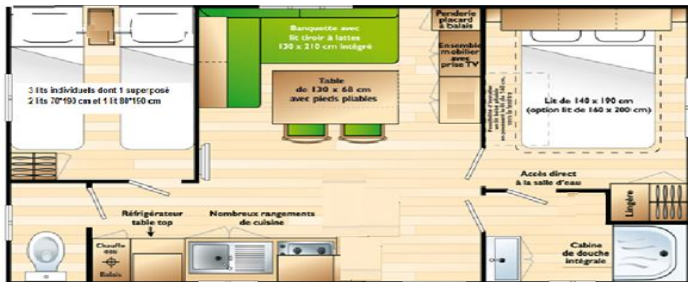 3 lits individuels dont 1 superposé
2 lits 70*190 cm et 1 lit 80*190 cm
Banquette avec
lit tiroir à lattes
130 x 210 cm intégré
Table
de 130 x 68 cm
avec pieds pliables
Penderie
placard
à balais
Ensemble
mobilier
avec
prise TV
Lit de 140 x 190 cm
(option lit de 160 x 200 cm)
Accès direct
à la salle d'eau
Lingère
Réfrigérateur
table top
Nombreux rangements
de cuisine
Chauffe
eau
Balais
Cabine
de douche
intégrale